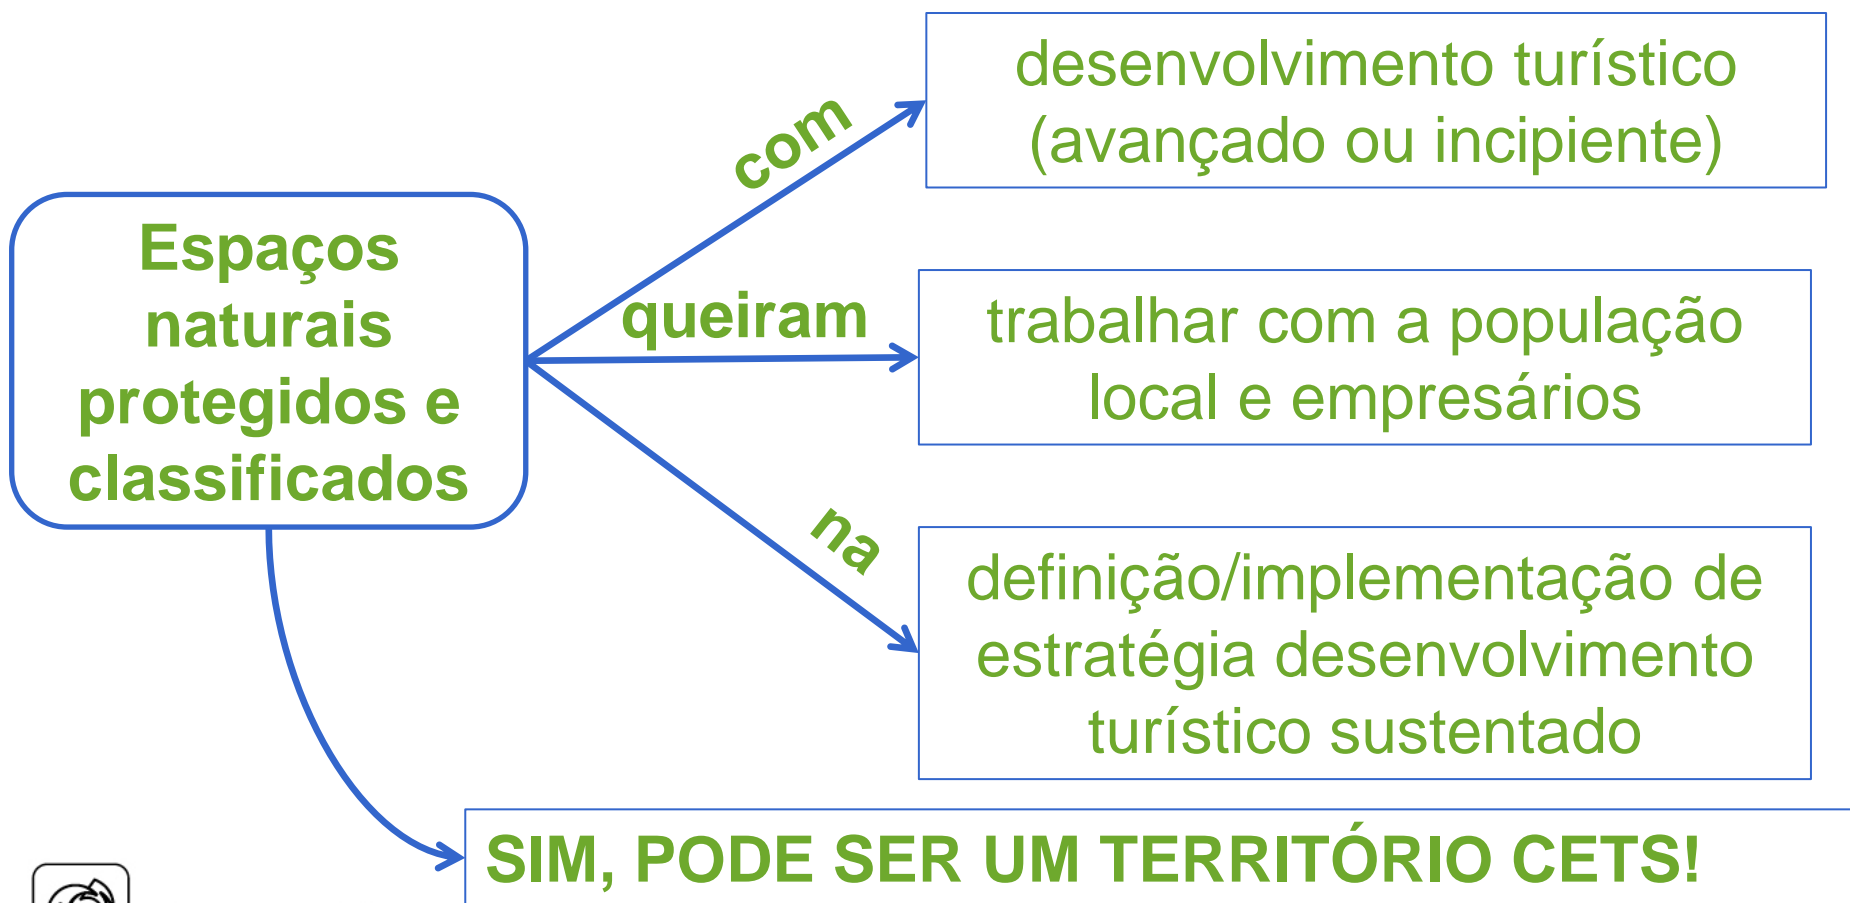 Espaços
naturais
protegidos e
classificados
com
desenvolvimento turístico
(avançado ou incipiente)
queiram
trabalhar com a população
local e empresários
na
definição/implementação de
estratégia desenvolvimento
turístico sustentado
SIM, PODE SER UM TERRITÓRIO CETS!